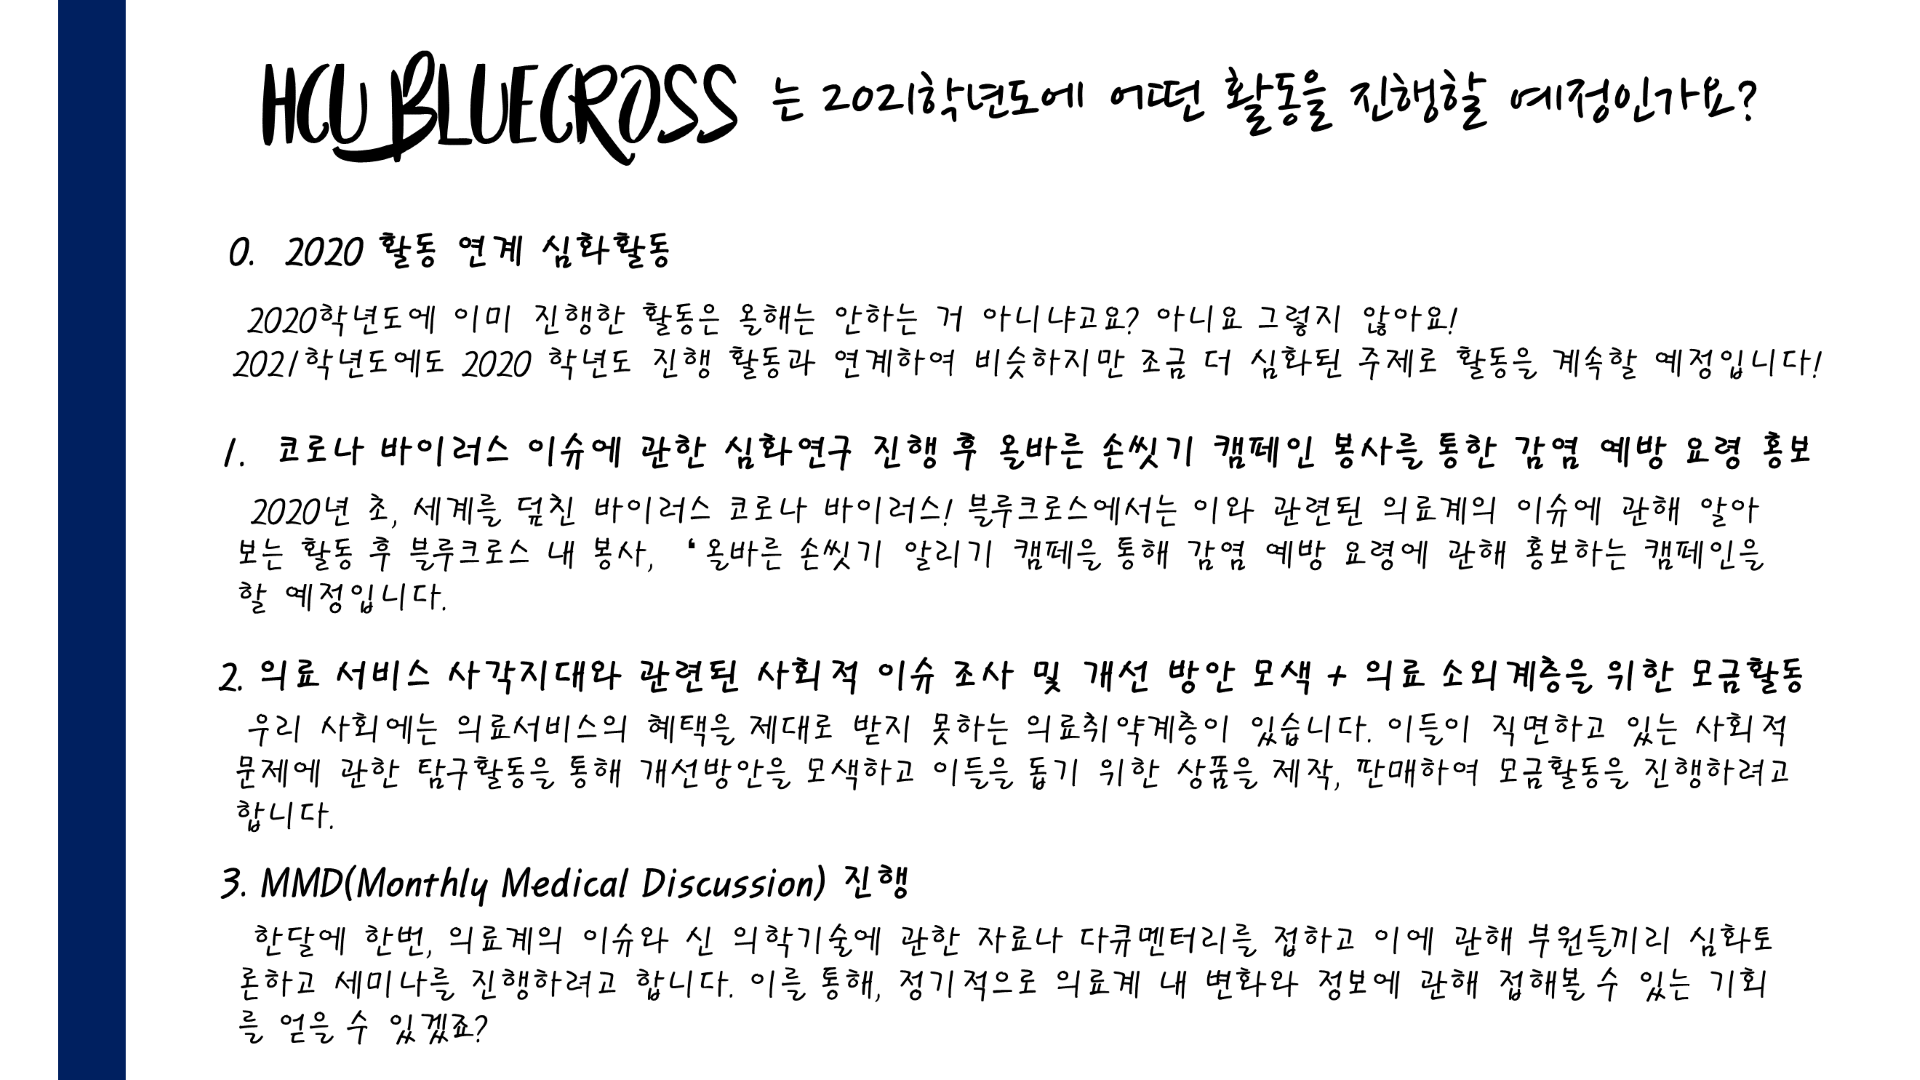 HCU BLUECROSS 는 2021학년도에 어떤 활동을 진행할 예정인가요?
0. 2020 활동 연계 심화활동
2020학년도에 이미 진행한 활동은 올해는 안하는 거 아니냐고요? 아니요 그렇지 않아요!
2021학년도에도 2020 학년도 진행 활동과 연계하여 비슷하지만 조금 더 심화된 주제로 활동을 계속할 예정입니다!
1. 코로나 바이러스 이슈에 관한 심화연구 진행 후 올바른 손씻기 캠페인 봉사를 통한 감염 예방 요령 홍보
2020년 초, 세계를 덮친 바이러스 코로나 바이러스! 블루크로스에서는 이와 관련된 의료계의 이슈에 관해 알아
보는 활동 후 블루크로스 내 봉사, ‘올바른 손씻기 알리기 캠페을 통해 감염 예방 요령에 관해 홍보하는 캠페인을
할 예정입니다.
2. 의료 서비스 사각지대와 관련된 사회적 이슈 조사 및 개선 방안 모색 + 의료 소외계층을 위한 모금활동
우리 사회에는 의료서비스의 혜택을 제대로 받지 못하는 의료취약계층이 있습니다. 이들이 직면하고 있는 사회적
문제에 관한 탐구활동을 통해 개선방안을 모색하고 이들을 돕기 위한 상품을 제작, 판매하여 모금활동을 진행하려고
합니다.
3. MMD(Monthly Medical Discussion) 진행
한달에 한번, 의료계의 이슈와 신 의학기술에 관한 자료나 다큐멘터리를 접하고 이에 관해 부원들끼리 심화토
론하고 세미나를 진행하려고 합니다. 이를 통해, 정기적으로 의료계 내 변화와 정보에 관해 접해볼 수 있는 기회
를 얻을 수 있겠죠?